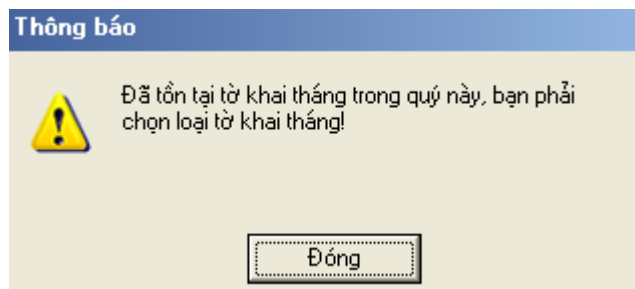 Thông báo
Đã tồn tại tờ khai tháng trong quý này, bạn phải
chọn loại tờ khai tháng!
Đóng